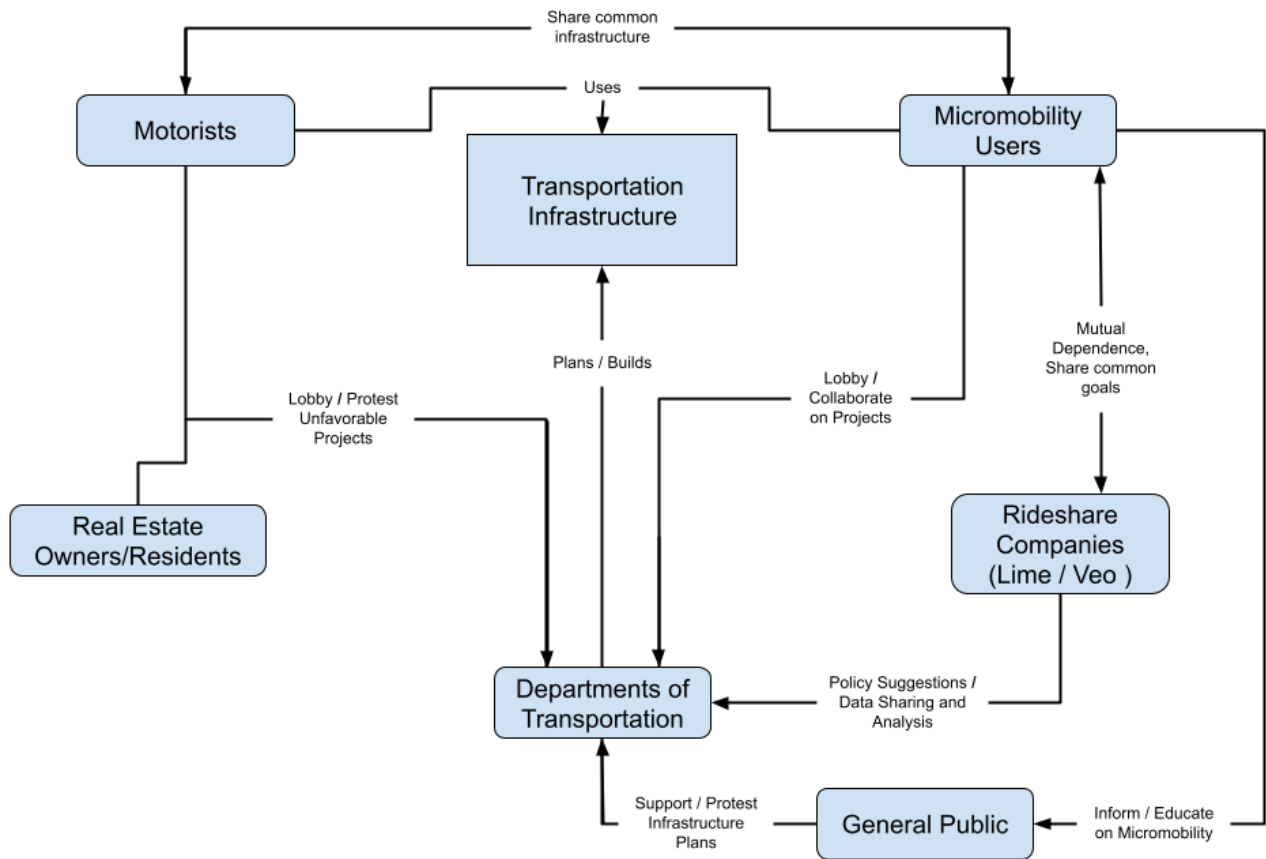 Share common
infrastructure
Uses
Motorists
Micromobility
Users
Transportation
Infrastructure
Plans / Builds
Mutual
Dependence,
Share common
goals
Lobby /
Collaborate
on Projects
Lobby / Protest
Unfavorable
Projects
Real Estate
Owners/Residents
Rideshare
Companies
(Lime / Veo )
Departments of
Transportation
Policy Suggestions /
Data Sharing and
Analysis
Support / Protest
Infrastructure
Plans
General Public
Inform / Educate
on Micromobility